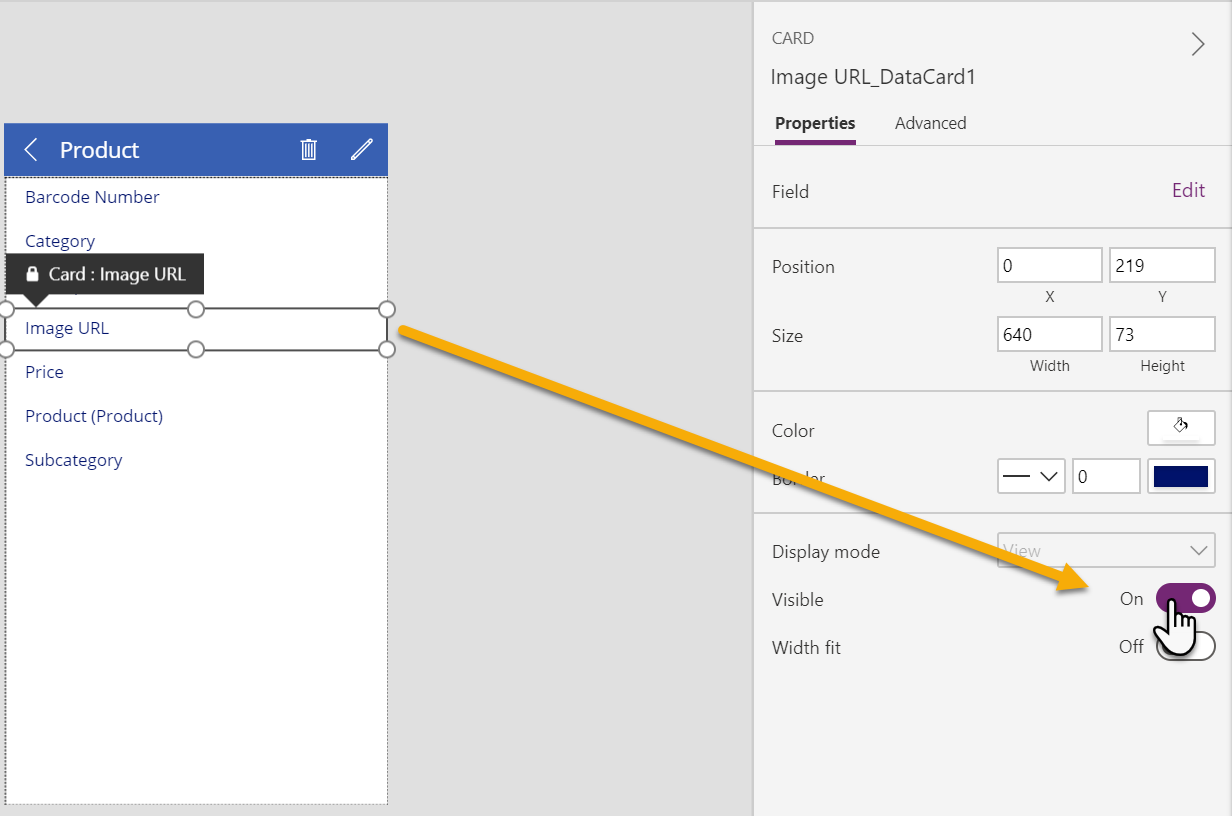 Product
Barcode Number
Category
Card : Image URL
Image URL
Price
Product (Product)
Subcategory
CARD
Image URL_DataCard1
Properties Advanced
Field Edit
Position 0 219
X Y
Size 640 73
Width Height
Color
Border 0
Display mode View
Visible On
Width fit Off